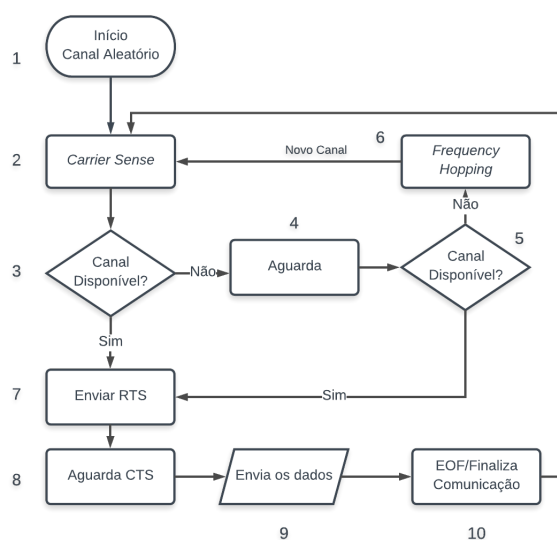 1
Início
Canal Aleatório
2
Carrier Sense
Novo Canal
6
Frequency
Hopping
Não
3
Canal
Disponível?
Não
4
Aguarda
5
Canal
Disponível?
Sim
Sim
7
Enviar RTS
8
Aguarda CTS
Envia os dados
EOF/Finaliza
Comunicação
9
10